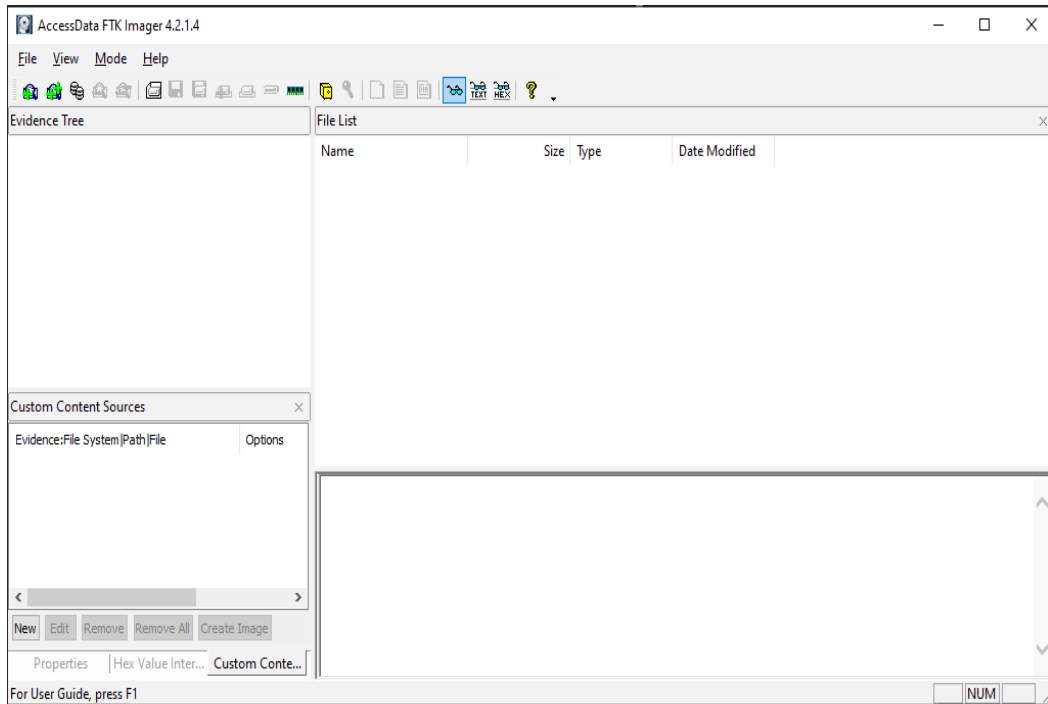 AccessData FTK Imager 4.2.1.4
File View Mode Help
TEXT HEX
Evidence Tree
File List
Name Size Type Date Modified
Custom Content Sources
Evidence:File System|Path|File Options
New Edit Remove Remove All Create Image
Properties Hex Value Inter... Custom Conte...
For User Guide, press F1
NUM